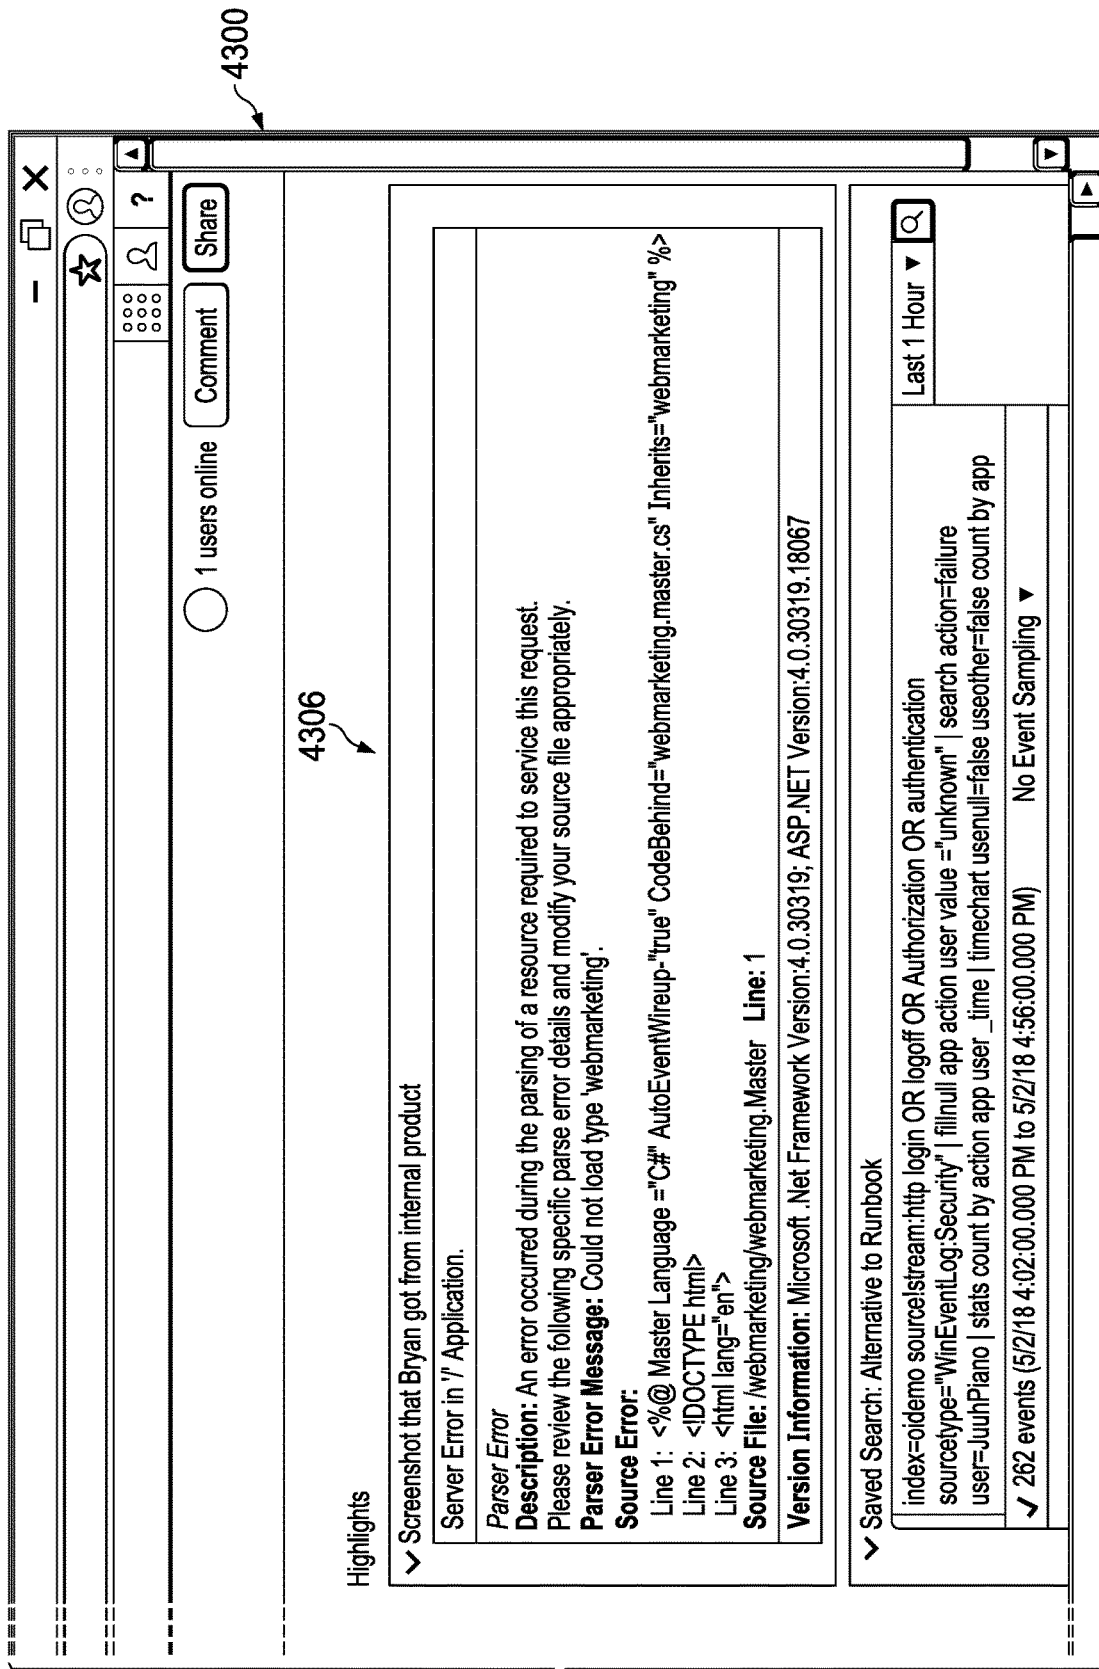 4300
?
1 users online
Comment
Share
4306
Highlights
Screenshot that Bryan got from internal product
Server Error in '/' Application.
Parser Error
Description: An error occurred during the parsing of a resource required to service this request.
Please review the following specific parse error details and modify your source file appropriately.
Parser Error Message: Could not load type 'webmarketing'.
Source Error:
Line 1: <%@ Master Language ="C#" AutoEventWireup-"true" CodeBehind="webmarketing.master.cs" Inherits="webmarketing" %>
Line 2: <!DOCTYPE html>
Line 3: <html lang="en">
Source File: /webmarketing/webmarketing.Master Line: 1
Version Information: Microsoft .Net Framework Version:4.0.30319; ASP.NET Version:4.0.30319.18067
Saved Search: Alternative to Runbook
index=oidemo source!stream:http login OR logoff OR Authorization OR authentication
sourcetype="WinEventLog:Security" | fillnull app action user value ="unknown" | search action=failure
user=JuuhPiano | stats count by action app user _time | timechart usenull=false useother=false count by app
Last 1 Hour ▼
262 events (5/2/18 4:02:00.000 PM to 5/2/18 4:56:00.000 PM)
No Event Sampling ▼